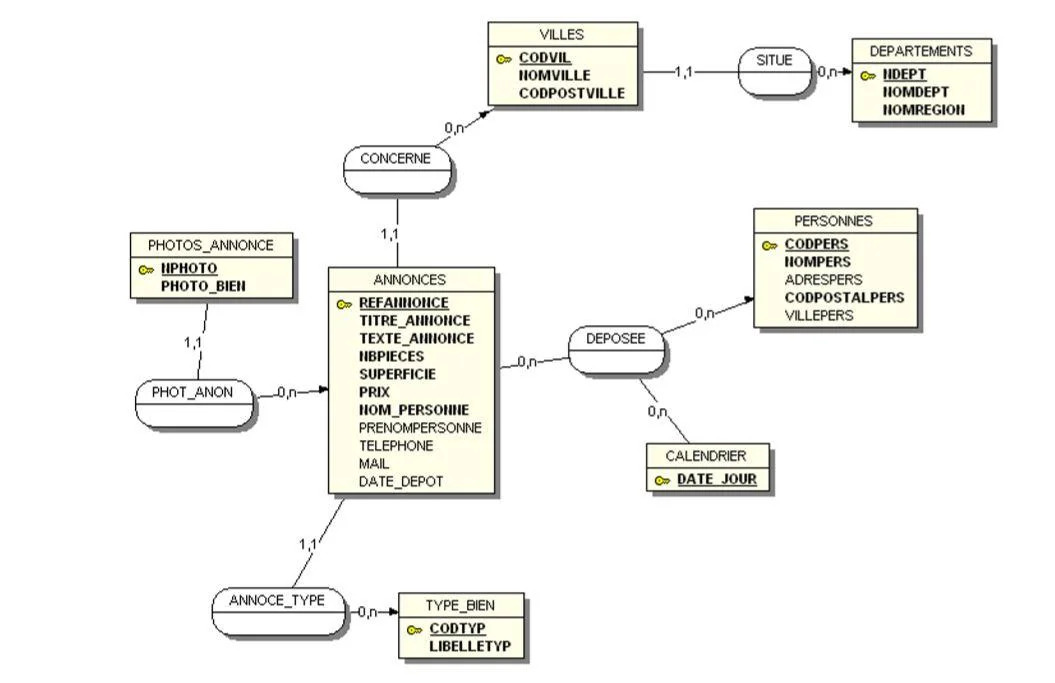 VILLES
CODVIL
NOMVILLE
CODPOSTVILLE
1,1
SITUE
0,n
DEPARTEMENTS
NDEPT
NOMDEPT
NOMREGION
0,n
CONCERNE
1,1
PHOTOS_ANNONCE
NPHOTO
PHOTO_BIEN
1,1
PHOT_ANON
0,n
ANNONCES
REFANNONCE
TITRE_ANNONCE
TEXTE_ANNONCE
NBPIECES
SUPERFICIE
PRIX
NOM_PERSONNE
PRENOMPERSONNE
TELEPHONE
MAIL
DATE_DEPOT
0,n
DEPOSEE
0,n
PERSONNES
CODPERS
NOMPERS
ADRESPERS
CODPOSTALPERS
VILLEPERS
0,n
CALENDRIER
DATE_JOUR
1,1
ANNOCE_TYPE
0,n
TYPE_BIEN
CODTYP
LIBELLETYP